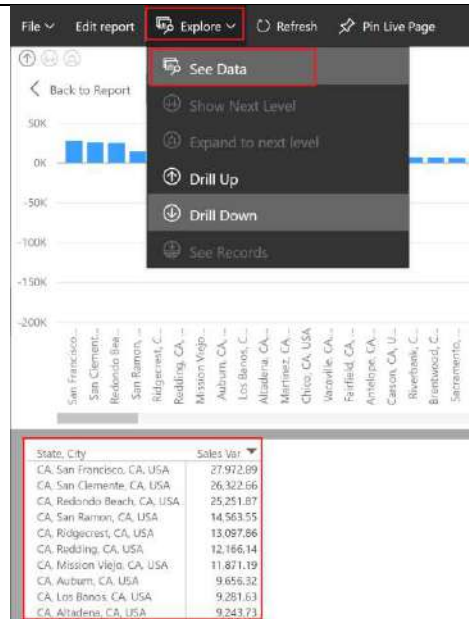 File Edit report Explore Refresh Pin Live Page
See Data
Back to Report
Show Next Level
50K
Expand to next level
0K
Drill Up
-50K
Drill Down
-100K
See Records
-150K
-200K
San Francisco...
San Clement...
Redondo Bea...
San Ramon, ...
Ridgecrest, C...
Redding, CA, ...
Mission Viejo...
Auburn, CA, ...
Los Banos, C...
Altadena, CA,...
Martinez, CA,...
Chico, CA, USA
Vacaville, CA,...
Fairfield, CA, ...
Antelope, CA,...
Carson, CA, U...
Riverbank, C...
Brentwood, C...
Sacramento, ...
State, City Sales Var
CA, San Francisco, CA, USA 27,972.89
CA, San Clemente, CA, USA 26,322.66
CA, Redondo Beach, CA, USA 25,251.87
CA, San Ramon, CA, USA 14,563.55
CA, Ridgecrest, CA, USA 13,097.86
CA, Redding, CA, USA 12,166.14
CA, Mission Viejo, CA, USA 11,871.19
CA, Auburn, CA, USA 9,656.32
CA, Los Banos, CA, USA 9,281.63
CA, Altadena, CA, USA 9,243.73